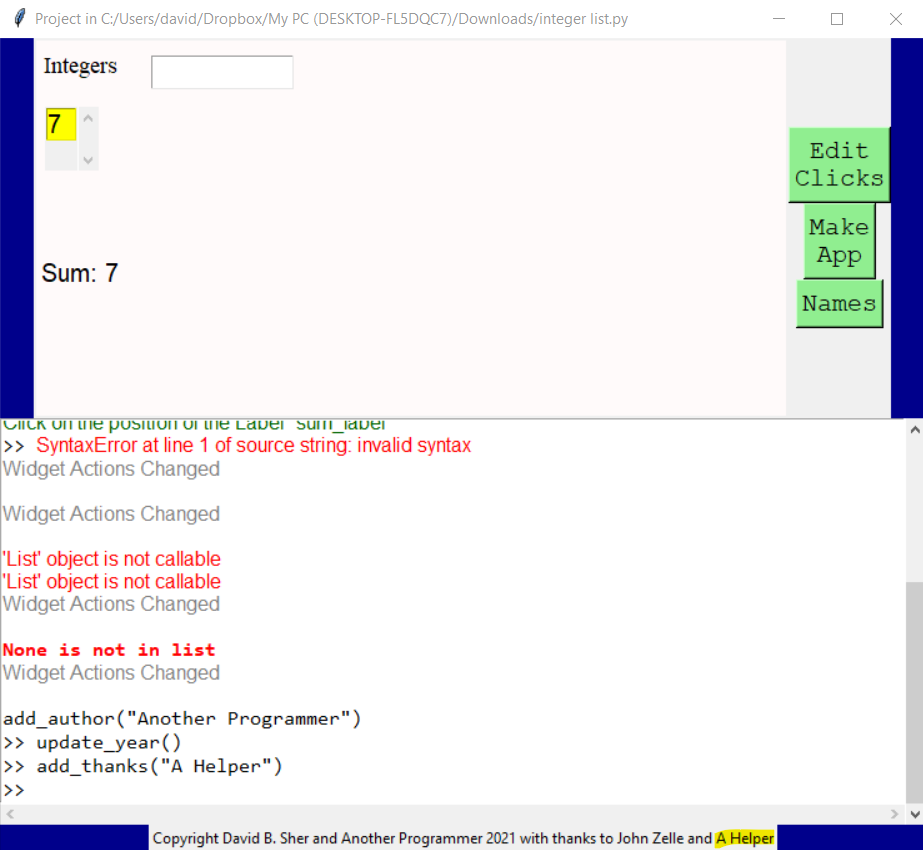 Project in C:/Users/david/Dropbox/My PC (DESKTOP-FL5DQC7)/Downloads/integer list.py
Integers
7
Edit
Clicks
Make
App
Names
Sum: 7
Click on the position of the Label 'sum_label'
>> SyntaxError at line 1 of source string: invalid syntax
Widget Actions Changed
Widget Actions Changed
'List' object is not callable
'List' object is not callable
Widget Actions Changed
None is not in list
Widget Actions Changed
add_author("Another Programmer")
>> update_year()
>> add_thanks("A Helper")
>>
Copyright David B. Sher and Another Programmer 2021 with thanks to John Zelle and A Helper